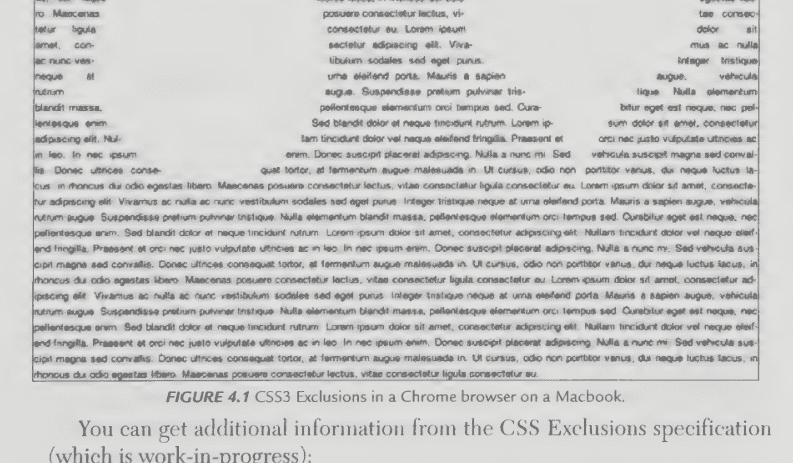 ro Maecenas posuere consectetur lectus, vi- tae consec-
tetur ligula consectetur eu. Lorem ipsum dolor sit
amet, con- sectetur adipiscing elit. Viva- mus ac nulla
ac nunc ves- tibulum sodales sed eget purus. Integer tristique
neque at urna eleifend porta. Mauris a sapien augue, vehicula
rutrum augue. Suspendisse pretium pulvinar tris- tique. Nulla elementum
blandit massa, pellentesque elementum orci tempus sed. Cura- bitur eget est neque, nec pel-
lentesque enim. Sed blandit dolor et neque tincidunt rutrum. Lorem ip- sum dolor sit amet, consectetur
adipiscing elit. Nul- lam tincidunt dolor vel neque eleifend fringilla. Praesent et orci nec justo vulputate ultricies ac
in leo. In nec ipsum enim. Donec suscipit placerat adipiscing. Nulla a nunc mi. Sed vehicula suscipit magna sed conval-
lis. Donec ultrices conse- quat tortor, at fermentum augue malesuada in. Ut cursus, odio non porttitor varius, dui neque luctus la-
cus, in rhoncus dui odio egestas libero. Maecenas posuere consectetur lectus, vitae consectetur ligula consectetur eu. Lorem ipsum dolor sit amet, consecte-
tur adipiscing elit. Vivamus ac nulla ac nunc vestibulum sodales sed eget purus. Integer tristique neque at urna eleifend porta. Mauris a sapien augue, vehicula
rutrum augue. Suspendisse pretium pulvinar tristique. Nulla elementum blandit massa, pellentesque elementum orci tempus sed. Curabitur eget est neque, nec
pellentesque enim. Sed blandit dolor et neque tincidunt rutrum. Lorem ipsum dolor sit amet, consectetur adipiscing elit. Nullam tincidunt dolor vel neque eleif-
end fringilla. Praesent et orci nec justo vulputate ultricies ac in leo. In nec ipsum enim. Donec suscipit placerat adipiscing. Nulla a nunc mi. Sed vehicula sus-
cipit magna sed convallis. Donec ultrices consequat tortor, at fermentum augue malesuada in. Ut cursus, odio non porttitor varius, dui neque luctus lacus, in
rhoncus dui odio egestas libero. Maecenas posuere consectetur lectus, vitae consectetur ligula consectetur eu. Lorem ipsum dolor sit amet, consectetur ad-
ipiscing elit. Vivamus ac nulla ac nunc vestibulum sodales sed eget purus. Integer tristique neque at urna eleifend porta. Mauris a sapien augue, vehicula
rutrum augue. Suspendisse pretium pulvinar tristique. Nulla elementum blandit massa, pellentesque elementum orci tempus sed. Curabitur eget est neque, nec
pellentesque enim. Sed blandit dolor et neque tincidunt rutrum. Lorem ipsum dolor sit amet, consectetur adipiscing elit. Nullam tincidunt dolor vel neque eleif-
end fringilla. Praesent et orci nec justo vulputate ultricies ac in leo. In nec ipsum enim. Donec suscipit placerat adipiscing. Nulla a nunc mi. Sed vehicula sus-
cipit magna sed convallis. Donec ultrices consequat tortor, at fermentum augue malesuada in. Ut cursus, odio non porttitor varius, dui neque luctus lacus, in
rhoncus dui odio egestas libero. Maecenas posuere consectetur lectus, vitae consectetur ligula consectetur eu.
FIGURE 4.1 CSS3 Exclusions in a Chrome browser on a Macbook.
You can get additional information from the CSS Exclusions specification
(which is work-in-progress):